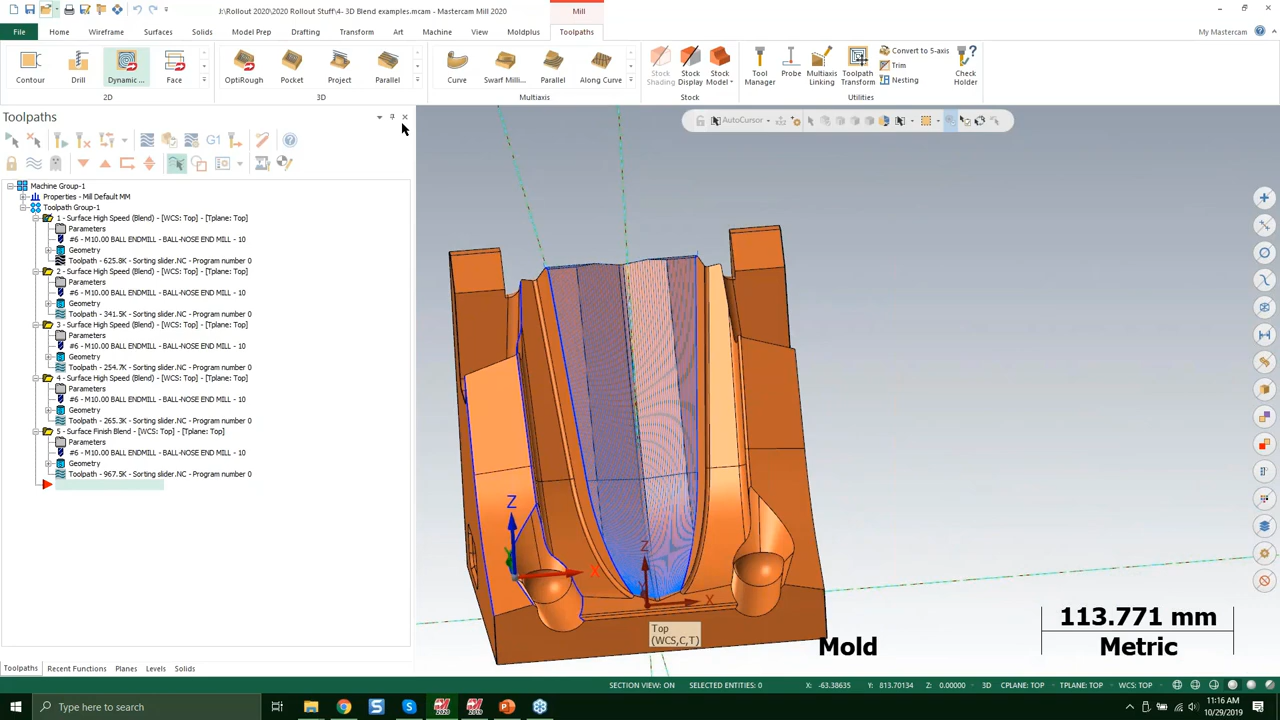 J:\Rollout 2020\Rollout Stuff\4- 3D Blend examples.mcam - Mastercam Mill 2020
Mill
File
Home
Wireframe
Surfaces
Solids
Model Prep
Drafting
Transform
Art
Machine
View
Moldplus
Toolpaths
My Mastercam
Contour
Drill
Dynamic ...
Face
OptiRough
Pocket
Project
Parallel
Curve
Swarf Milli...
Parallel
Along Curve
Stock Shading
Stock Display
Stock Model
Tool Manager
Probe
Multiaxis Linking
Toolpath Transform
Convert to 5-axis
Trim
Nesting
Check Holder
2D
3D
Multiaxis
Stock
Utilities
Toolpaths
AutoCursor
G1
Machine Group-1
Properties - Mill Default MM
Toolpath Group-1
1 - Surface High Speed (Blend) - [WCS: Top] - [Tplane: Top]
Parameters
#6 - M10.00 BALL ENDMILL - BALL-NOSE END MILL - 10
Geometry
Toolpath - 625.8K - Sorting slider.NC - Program number 0
2 - Surface High Speed (Blend) - [WCS: Top] - [Tplane: Top]
Parameters
#6 - M10.00 BALL ENDMILL - BALL-NOSE END MILL - 10
Geometry
Toolpath - 341.5K - Sorting slider.NC - Program number 0
3 - Surface High Speed (Blend) - [WCS: Top] - [Tplane: Top]
Parameters
#6 - M10.00 BALL ENDMILL - BALL-NOSE END MILL - 10
Geometry
Toolpath - 254.7K - Sorting slider.NC - Program number 0
4 - Surface High Speed (Blend) - [WCS: Top] - [Tplane: Top]
Parameters
#6 - M10.00 BALL ENDMILL - BALL-NOSE END MILL - 10
Geometry
Toolpath - 265.3K - Sorting slider.NC - Program number 0
5 - Surface Finish Blend - [WCS: Top] - [Tplane: Top]
Parameters
#6 - M10.00 BALL ENDMILL - BALL-NOSE END MILL - 10
Geometry
Toolpath - 967.5K - Sorting slider.NC - Program number 0
Z
X
Z
X
Top
(WCS,C,T)
Mold
113.771 mm
Metric
Toolpaths
Recent Functions
Planes
Levels
Solids
SECTION VIEW: ON
SELECTED ENTITIES: 0
X: -63.38635
Y: 813.70134
Z: 0.00000
3D
CPLANE: TOP
TPLANE: TOP
WCS: TOP
Type here to search
11:16 AM
10/29/2019